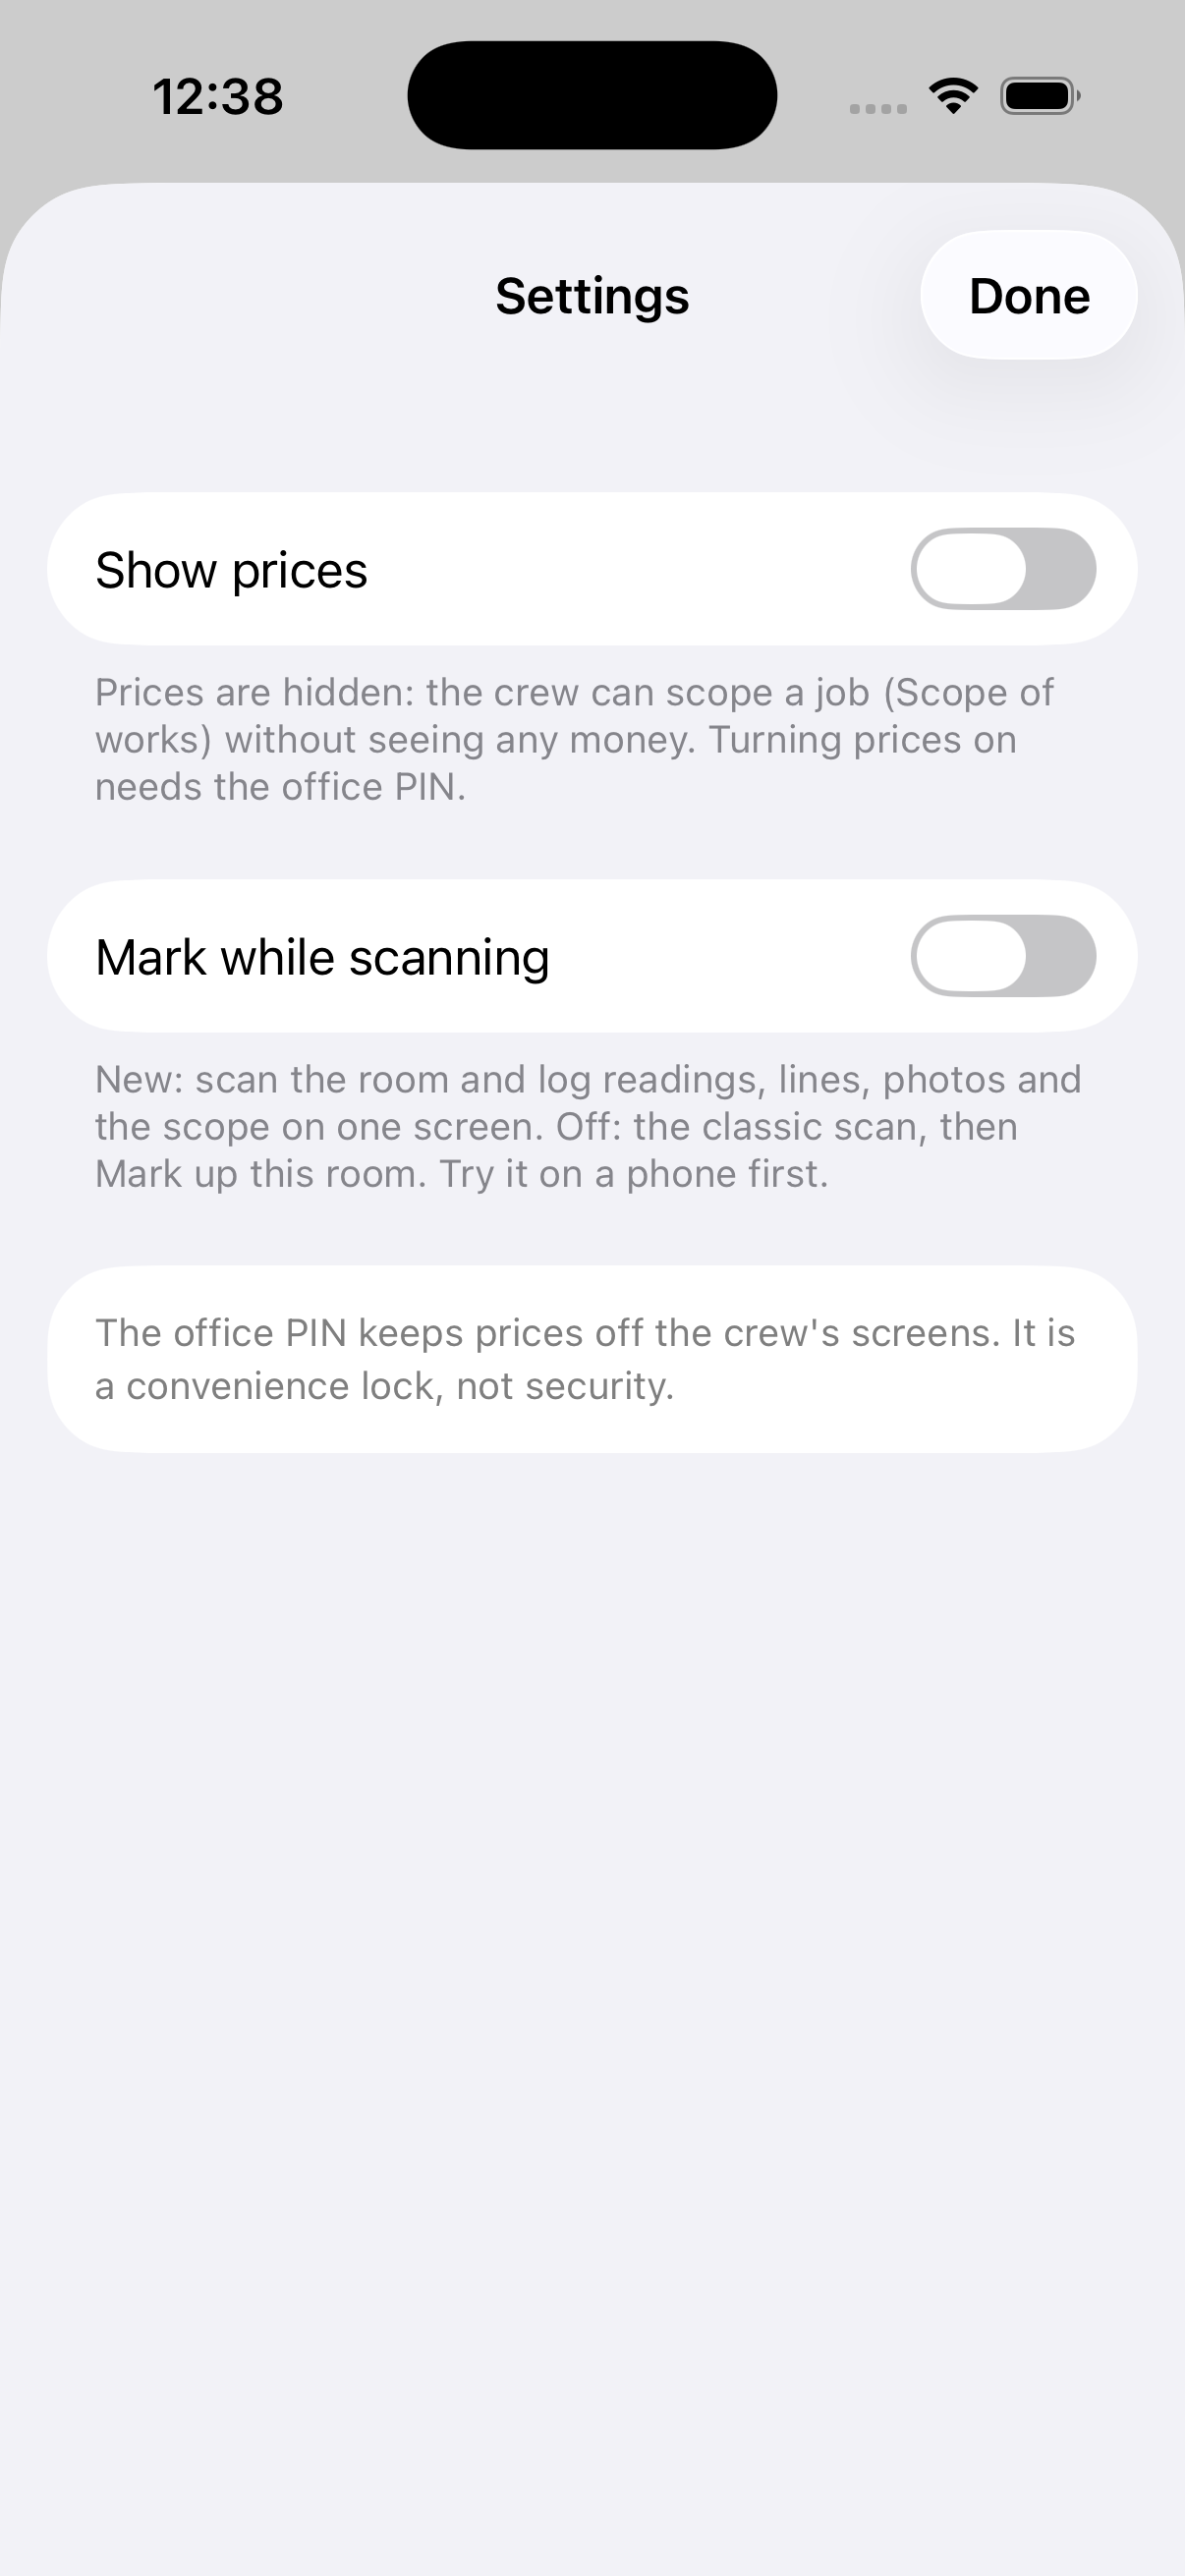 12:38
Settings
Done
Show prices
Prices are hidden: the crew can scope a job (Scope of
works) without seeing any money. Turning prices on
needs the office PIN.
Mark while scanning
New: scan the room and log readings, lines, photos and
the scope on one screen. Off: the classic scan, then
Mark up this room. Try it on a phone first.
The office PIN keeps prices off the crew's screens. It is
a convenience lock, not security.